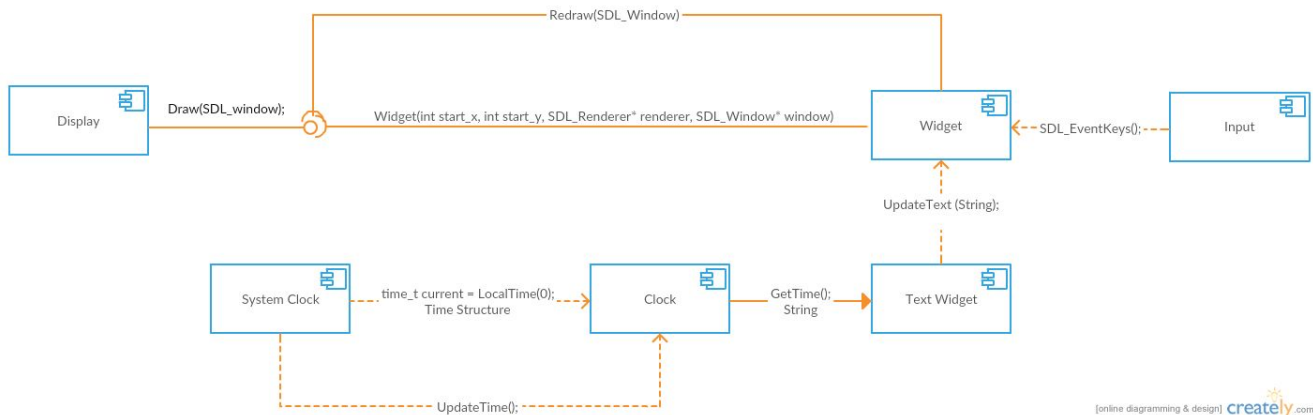 Redraw(SDL_Window)
Display
Draw(SDL_window);
Widget(int start_x, int start_y, SDL_Renderer* renderer, SDL_Window* window)
Widget
SDL_EventKeys();
Input
UpdateText (String);
System Clock
time_t current = LocalTime(0);
Time Structure
Clock
GetTime();
String
Text Widget
UpdateTime();
[online diagramming & design] creately.com